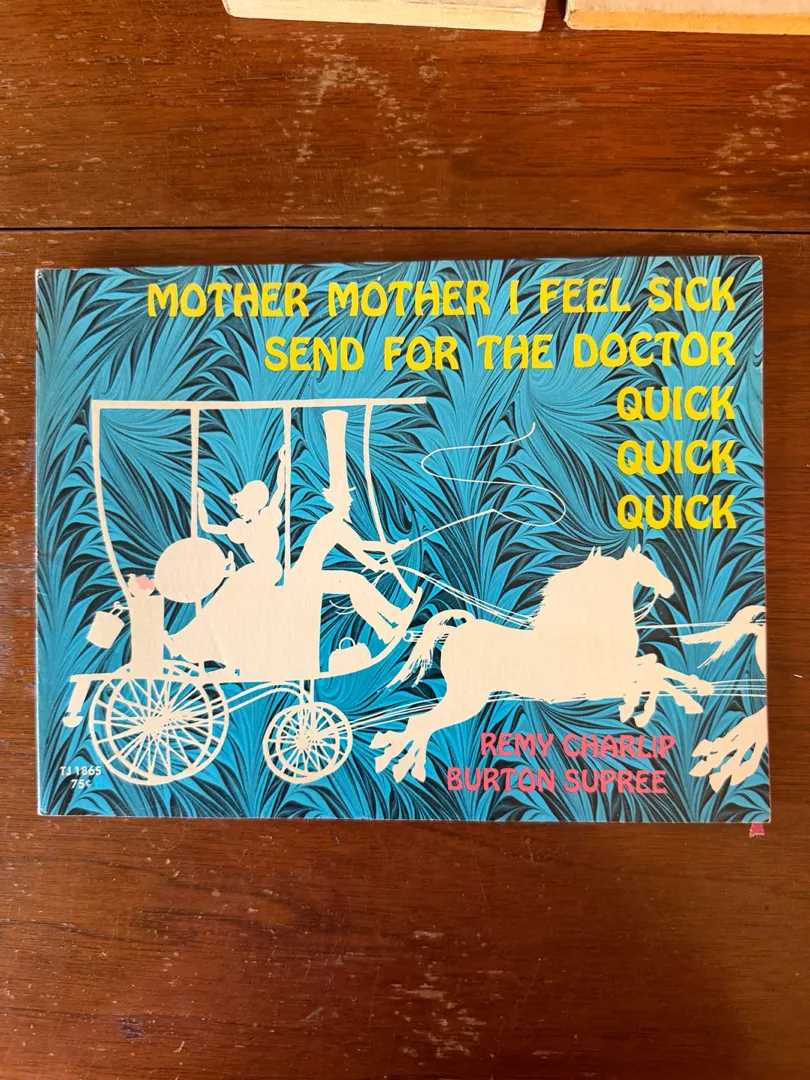 MOTHER MOTHER I FEEL SICK
SEND FOR THE DOCTOR
QUICK
QUICK
QUICK
REMY CHARLIP
BURTON SUPREE
TJ 1865
75¢